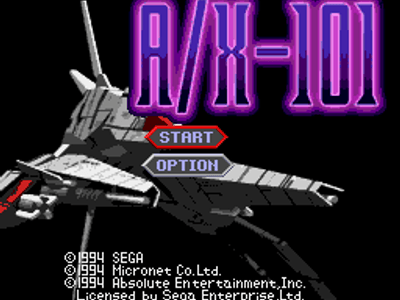 A/X-101
START
OPTION
©1994 SEGA
©1994 Micronet Co.Ltd.
©1994 Absolute Entertainment,Inc.
Licensed by Sega Enterprise,Ltd.